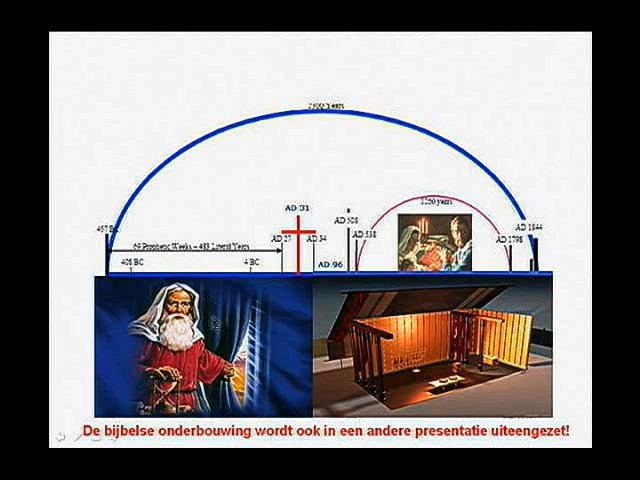 2300 Years
AD 31
1260 years
AD 508
457 BC
AD 27
AD 34
AD 538
AD 1798
AD 1844
69 Prophetic Weeks – 483 Literal Years
408 BC
4 BC
AD 96
De bijbelse onderbouwing wordt ook in een andere presentatie uiteengezet!